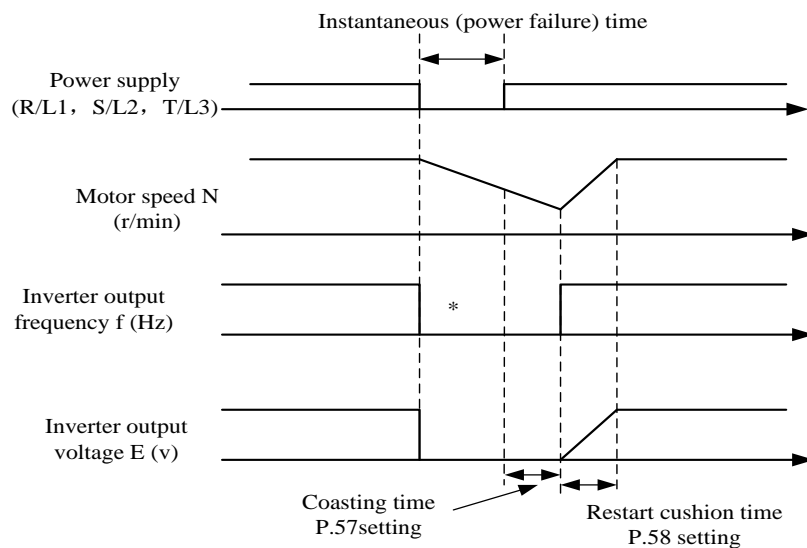 Instantaneous (power failure) time
Power supply
(R/L1，S/L2，T/L3)
Motor speed N
(r/min)
Inverter output
frequency f (Hz)
*
Inverter output
voltage E (v)
Coasting time
P.57setting
Restart cushion time
P.58 setting